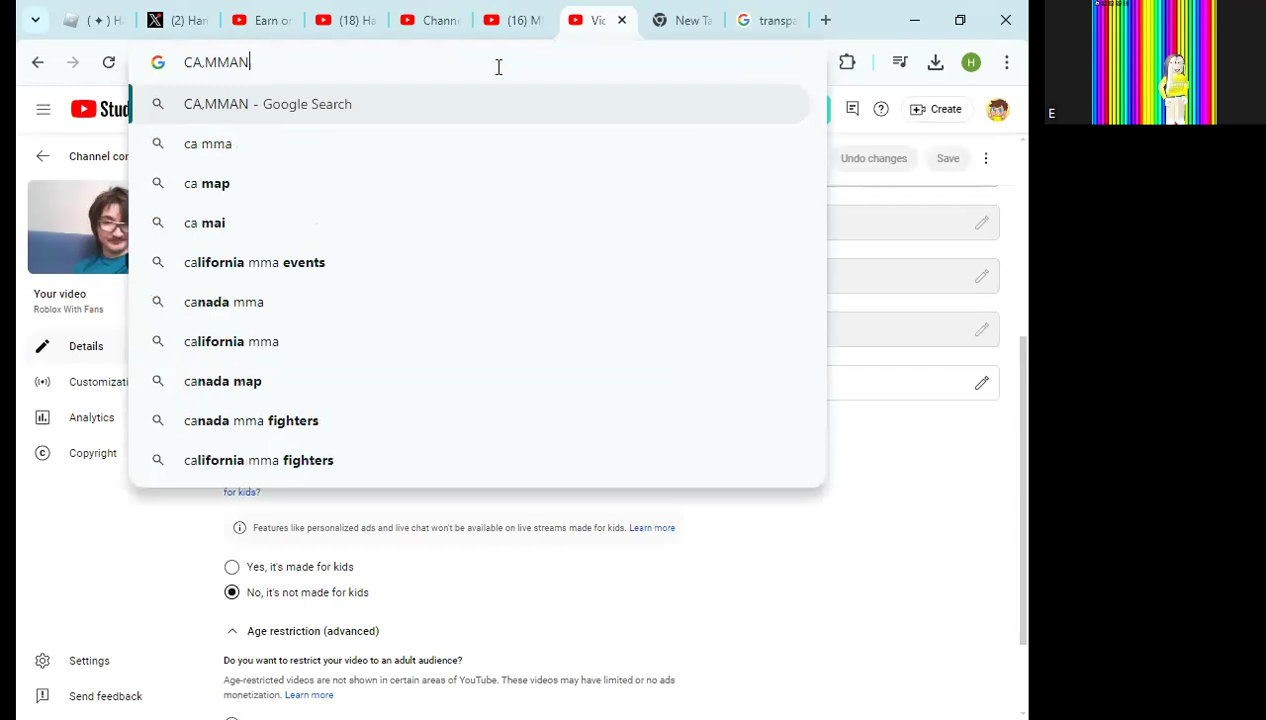 ( ✦ ) H
(2) Har
Earn or
(18) Ha
Chann
(16) M
Vic
New Ta
transpa
CA,MMAN
H
CA,MMAN - Google Search
ca mma
ca map
ca mai
california mma events
canada mma
california mma
canada map
canada mma fighters
california mma fighters
Stud
Create
Channel con
Undo changes
Save
Your video
Roblox With Fans
Details
Customizati
Analytics
Copyright
for kids?
Features like personalized ads and live chat won't be available on live streams made for kids. Learn more
Yes, it's made for kids
No, it's not made for kids
Age restriction (advanced)
Do you want to restrict your video to an adult audience?
Age-restricted videos are not shown in certain areas of YouTube. These videos may have limited or no ads
monetization. Learn more
Settings
Send feedback
E